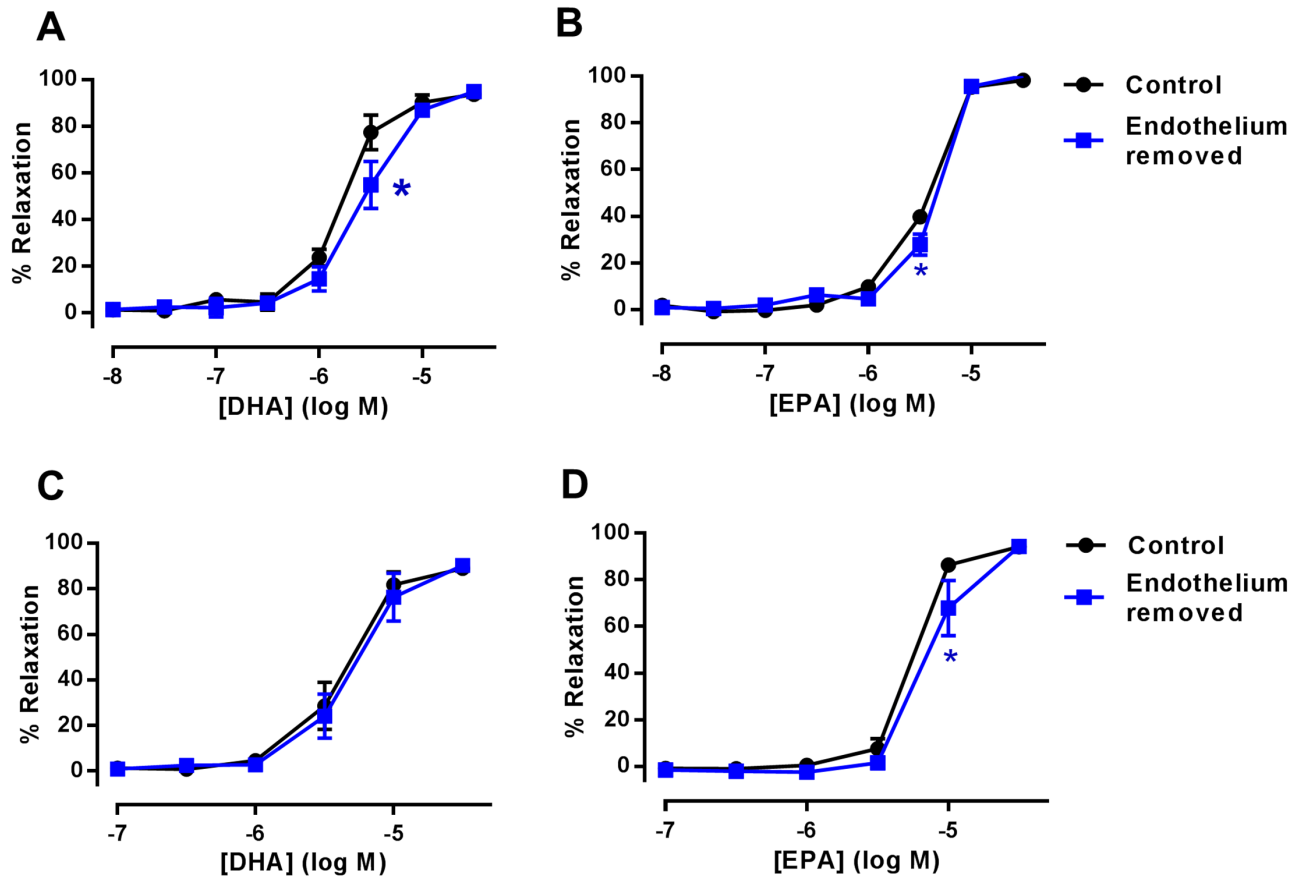 A
100
80
60
40
20
0
% Relaxation
*
-8 -7 -6 -5
[DHA] (log M)
B
100
80
60
40
20
0
% Relaxation
*
-8 -7 -6 -5
[EPA] (log M)
Control
Endothelium
removed
C
100
80
60
40
20
0
% Relaxation
-7 -6 -5
[DHA] (log M)
D
100
80
60
40
20
0
% Relaxation
*
-7 -6 -5
[EPA] (log M)
Control
Endothelium
removed